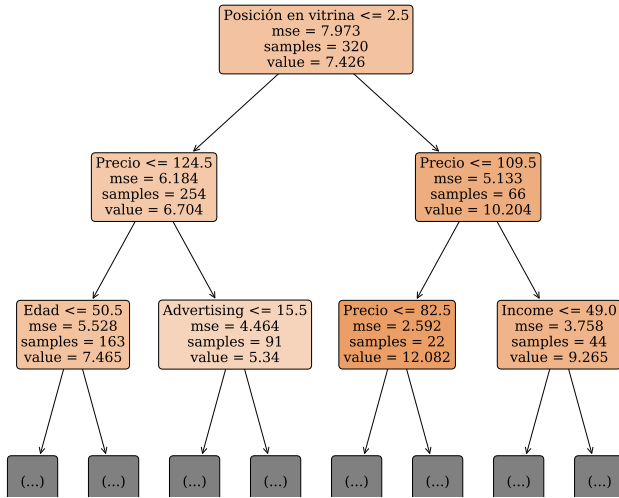 Posición en vitrina <= 2.5
mse = 7.973
samples = 320
value = 7.426
Precio <= 124.5
mse = 6.184
samples = 254
value = 6.704
Precio <= 109.5
mse = 5.133
samples = 66
value = 10.204
Edad <= 50.5
mse = 5.528
samples = 163
value = 7.465
Advertising <= 15.5
mse = 4.464
samples = 91
value = 5.34
Precio <= 82.5
mse = 2.592
samples = 22
value = 12.082
Income <= 49.0
mse = 3.758
samples = 44
value = 9.265
(...)
(...)
(...)
(...)
(...)
(...)
(...)
(...)